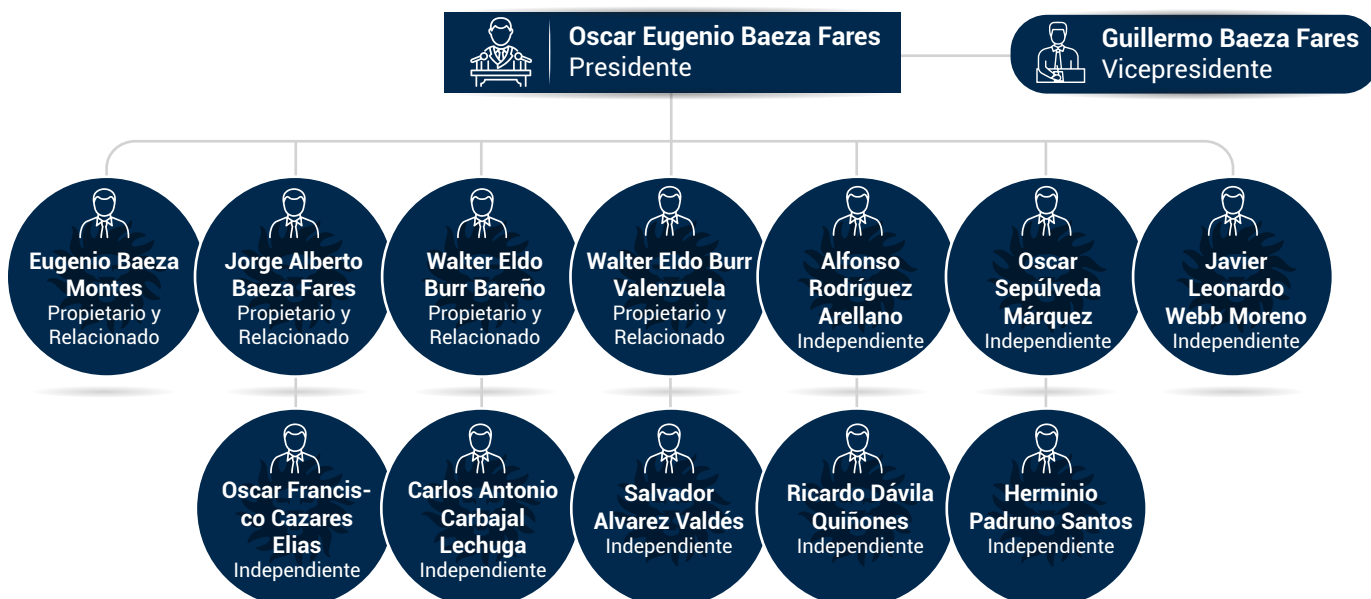 Oscar Eugenio Baeza Fares
Presidente
Guillermo Baeza Fares
Vicepresidente
Eugenio Baeza
Montes
Propietario y
Relacionado
Jorge Alberto
Baeza Fares
Propietario y
Relacionado
Walter Eldo
Burr Bareño
Propietario y
Relacionado
Walter Eldo Burr
Valenzuela
Propietario y
Relacionado
Alfonso
Rodríguez
Arellano
Independiente
Oscar
Sepúlveda
Márquez
Independiente
Javier
Leonardo
Webb Moreno
Independiente
Oscar Francis-
co Cazares
Elias
Independiente
Carlos Antonio
Carbajal
Lechuga
Independiente
Salvador
Alvarez Valdés
Independiente
Ricardo Dávila
Quiñones
Independiente
Herminio
Padruno Santos
Independiente